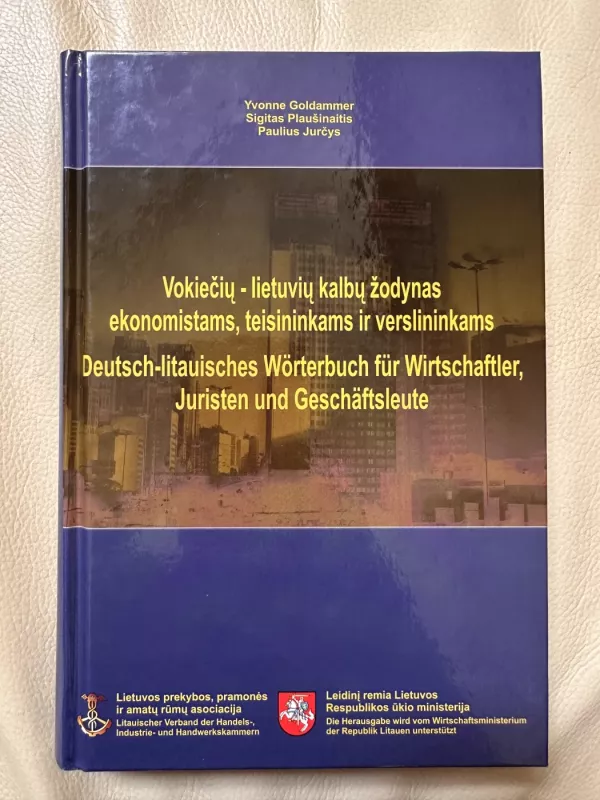 Yvonne Goldammer
Sigitas Plaušinaitis
Paulius Jurčys
Vokiečių - lietuvių kalbų žodynas
ekonomistams, teisininkams ir verslininkams
Deutsch-litauisches Wörterbuch für Wirtschaftler,
Juristen und Geschäftsleute
Lietuvos prekybos, pramonės
ir amatų rūmų asociacija
Litauischer Verband der Handels-,
Industrie- und Handwerkskammern
Leidinį remia Lietuvos
Respublikos ūkio ministerija
Die Herausgabe wird vom Wirtschaftsministerium
der Republik Litauen unterstützt